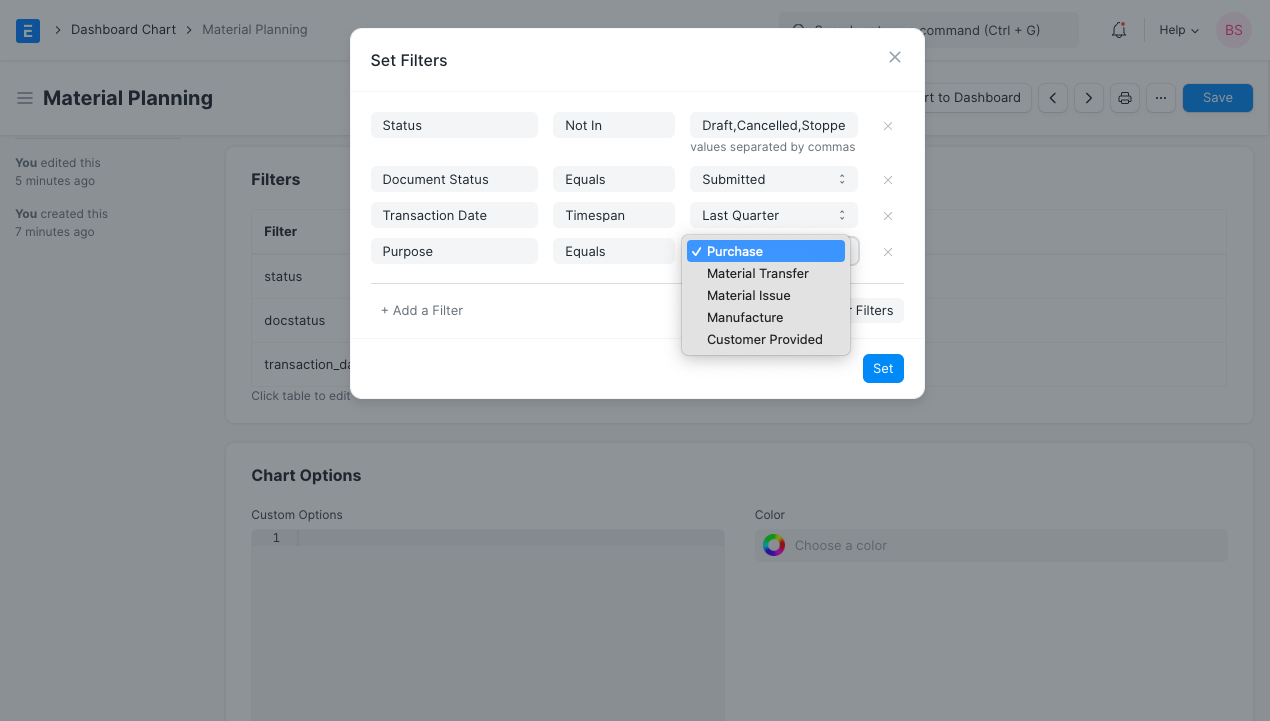 E
Dashboard Chart
Material Planning
command (Ctrl + G)
Help
BS
Material Planning
to Dashboard
Save
You edited this
5 minutes ago
You created this
7 minutes ago
Set Filters
Status
Not In
Draft,Cancelled,Stoppe
values separated by commas
Document Status
Equals
Submitted
Transaction Date
Timespan
Last Quarter
Purpose
Equals
Purchase
Material Transfer
Material Issue
Manufacture
Customer Provided
+ Add a Filter
Filters
Set
Filters
Filter
status
docstatus
transaction_da
Click table to edit
Chart Options
Custom Options
1
Color
Choose a color